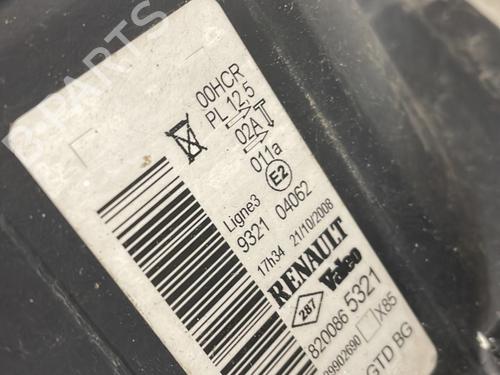 00HCR
PL 12,5
02A
011a
E2
Ligne3
9321 04062
17h34 21/10/2008
RENAULT
287 Valeo
820086 5321
X85
GTD BG
B-PARTS